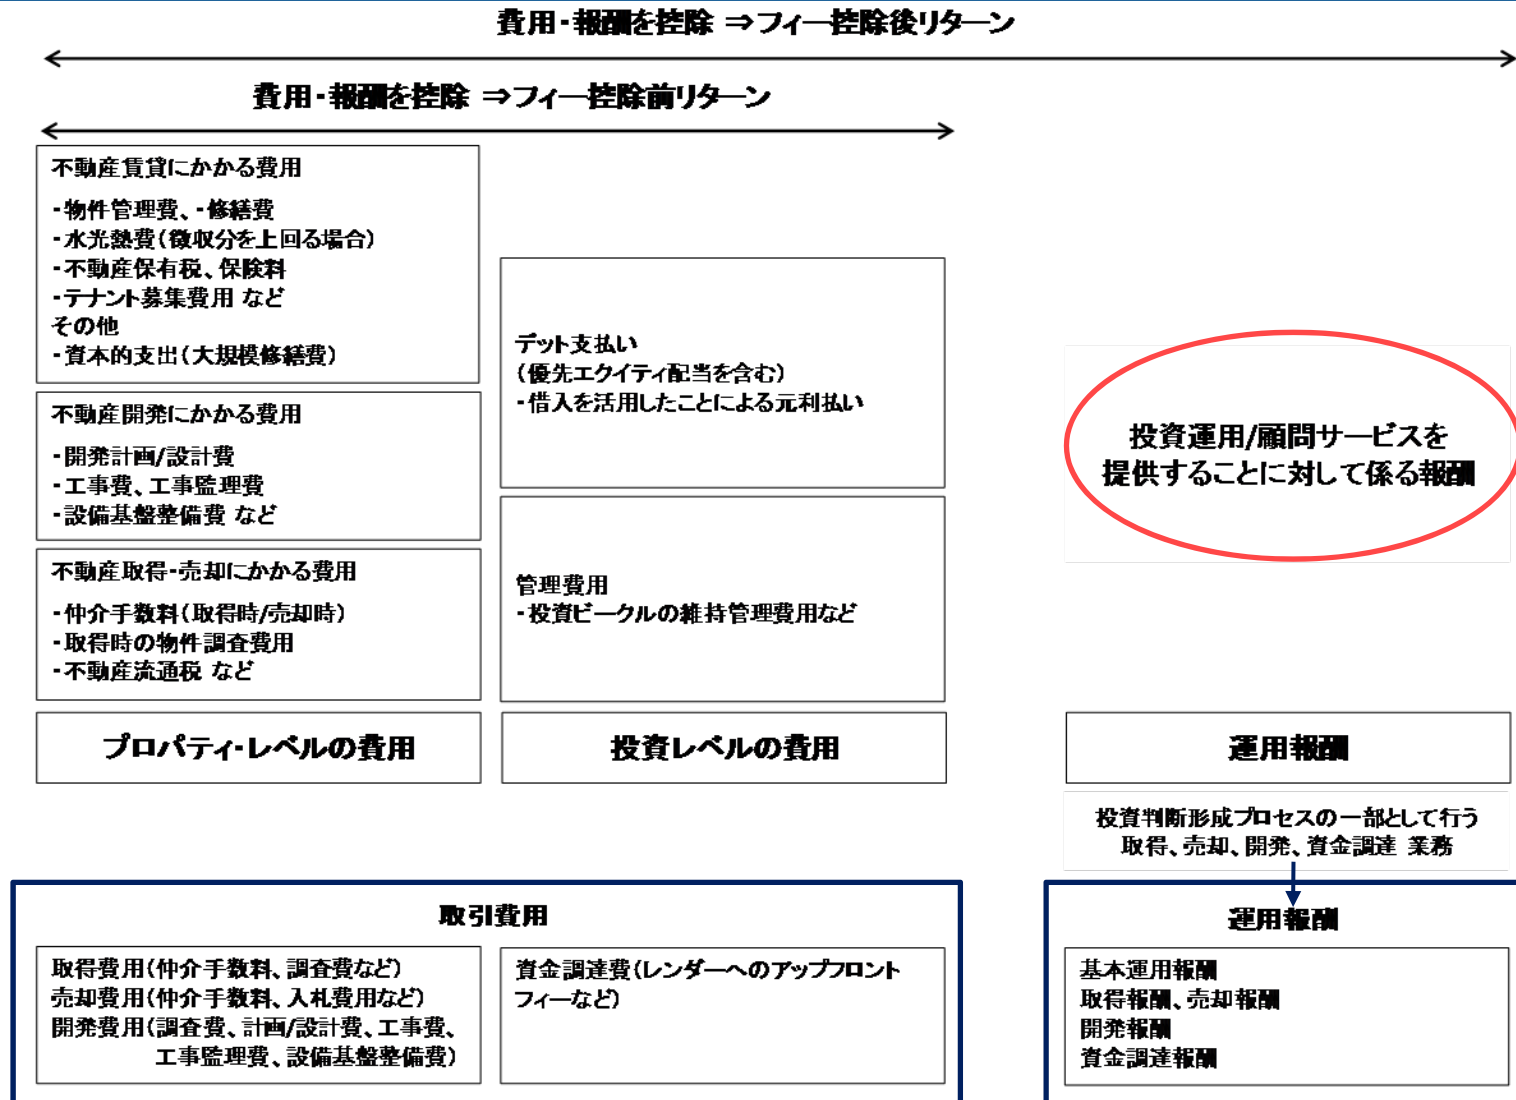 費用・報酬を控除 ⇒フィー控除後リターン
費用・報酬を控除 ⇒フィー控除前リターン
不動産賃貸にかかる費用
・物件管理費、・修繕費
・水光熱費（徴収分を上回る場合）
・不動産保有税、保険料
・テナント募集費用 など
その他
・資本的支出（大規模修繕費）
不動産開発にかかる費用
・開発計画/設計費
・工事費、工事監理費
・設備基盤整備費 など
不動産取得・売却にかかる費用
・仲介手数料（取得時/売却時）
・取得時の物件調査費用
・不動産流通税 など
プロパティ・レベルの費用
デット支払い
（優先エクイティ配当を含む）
・借入を活用したことによる元利払い
管理費用
・投資ビークルの維持管理費用など
投資レベルの費用
投資運用/顧問サービスを
提供することに対して係る報酬
運用報酬
投資判断形成プロセスの一部として行う
取得、売却、開発、資金調達 業務
取引費用
取得費用（仲介手数料、調査費など）
売却費用（仲介手数料、入札費用など）
開発費用（調査費、計画/設計費、工事費、
工事監理費、設備基盤整備費）
資金調達費（レンダーへのアップフロント
フィーなど）
運用報酬
基本運用報酬
取得報酬、売却報酬
開発報酬
資金調達報酬